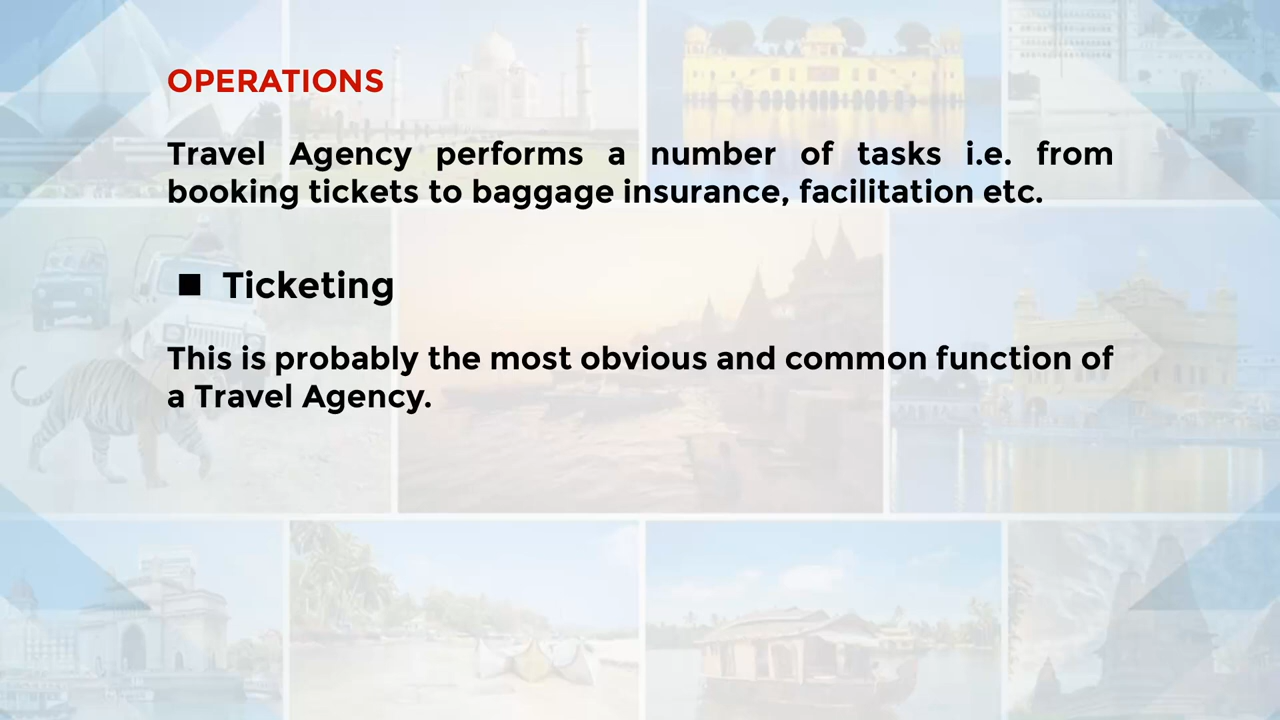 OPERATIONS
Travel Agency performs a number of tasks i.e. from
booking tickets to baggage insurance, facilitation etc.
■ Ticketing
This is probably the most obvious and common function of
a Travel Agency.